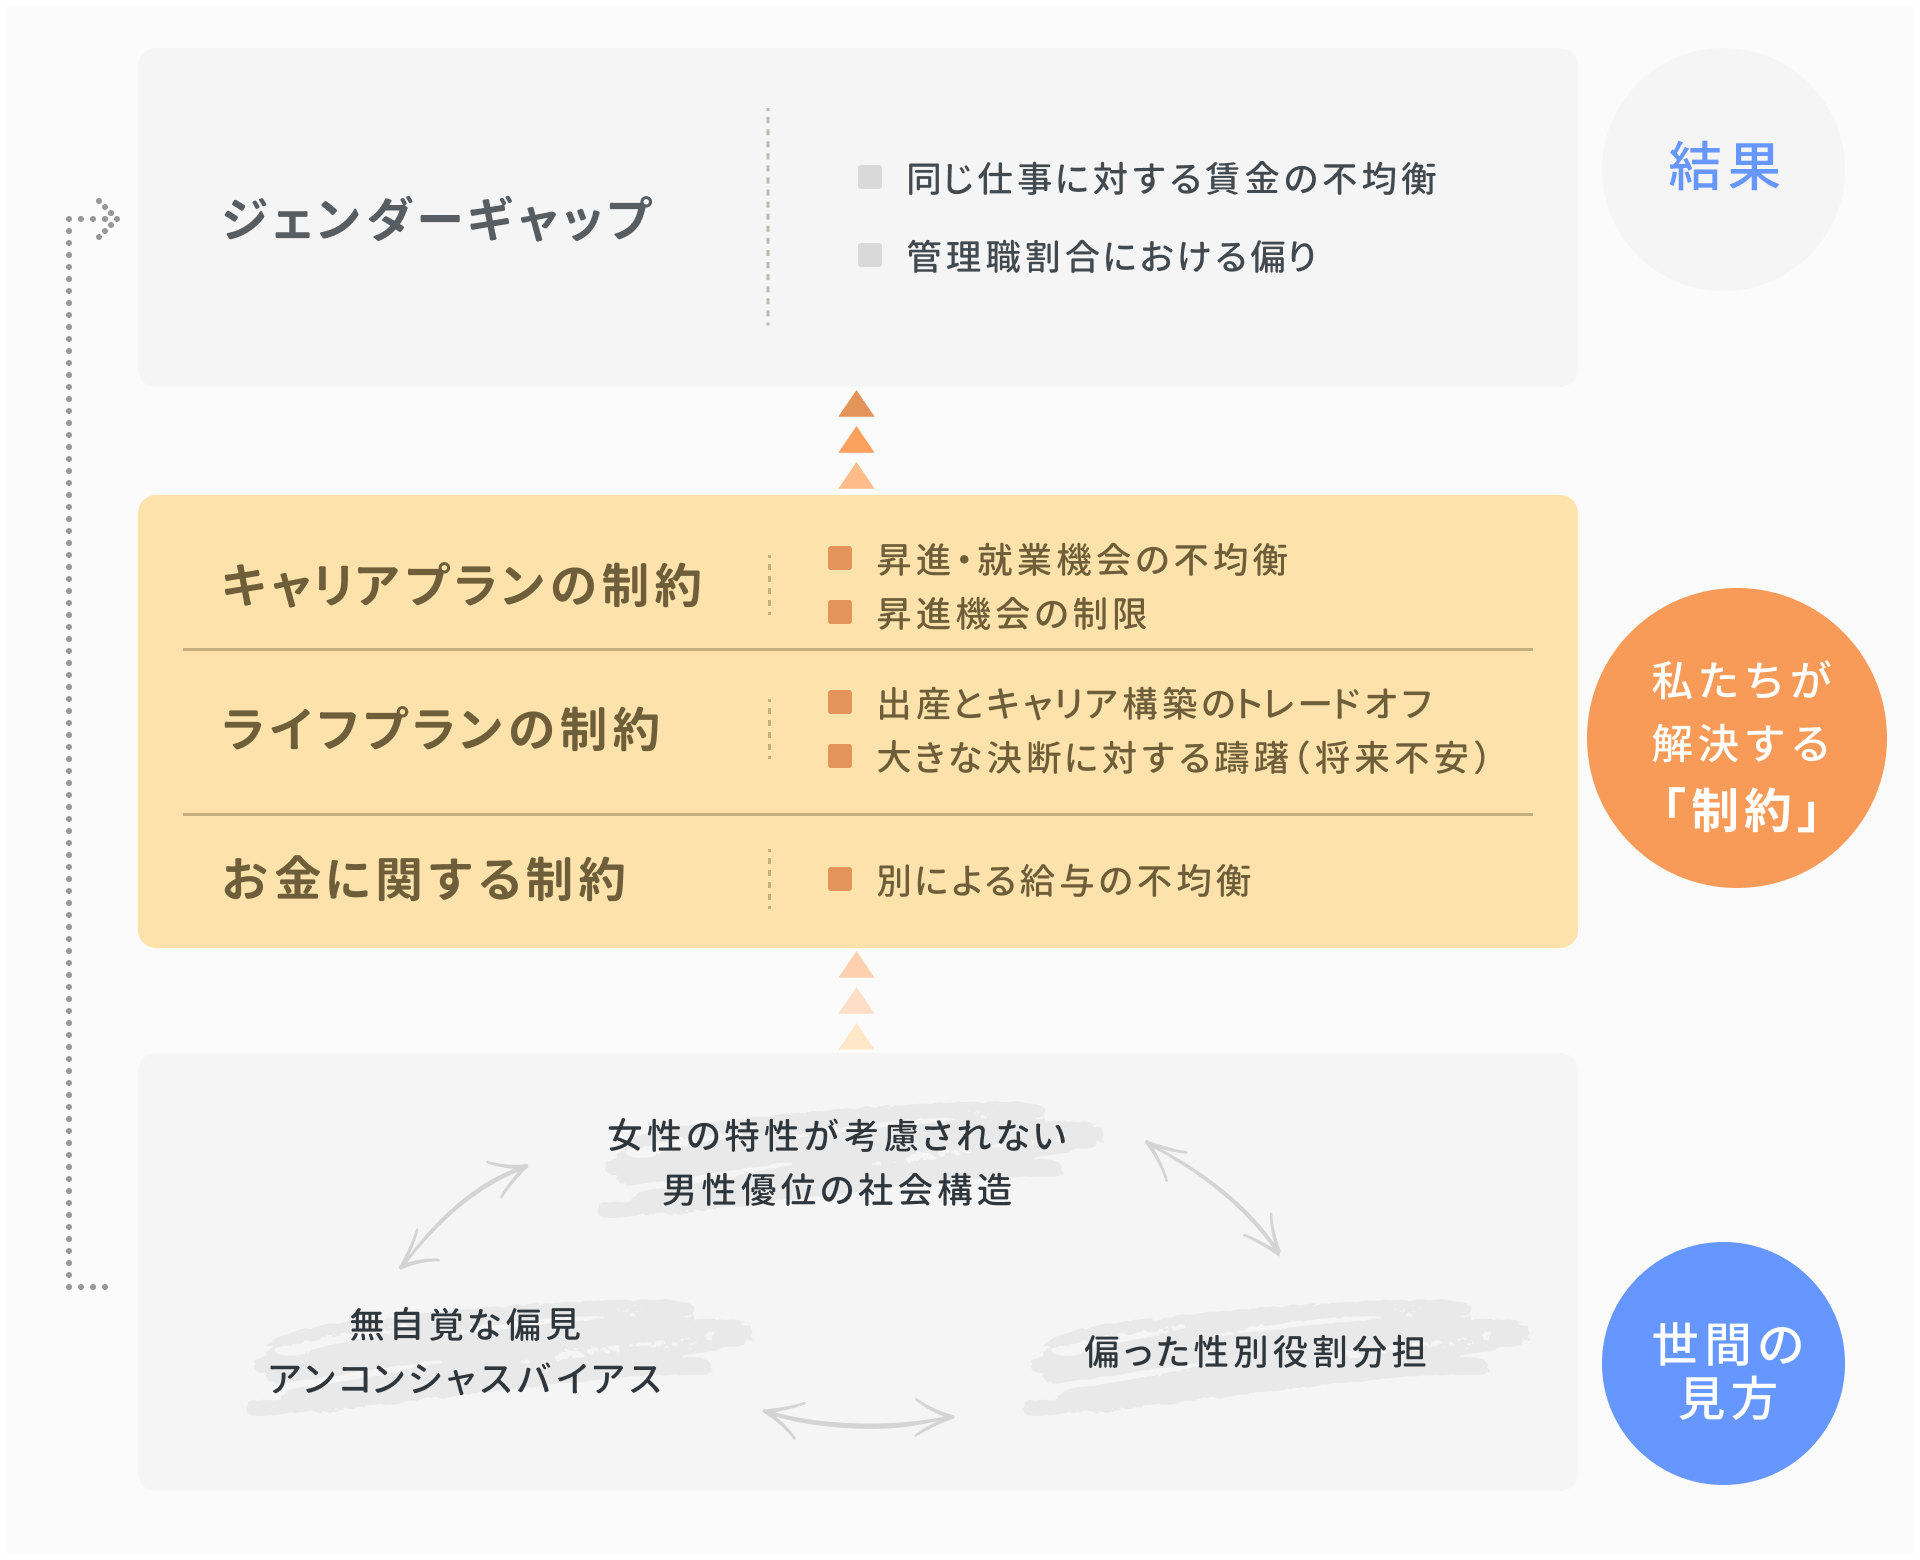 ジェンダーギャップ
同じ仕事に対する賃金の不均衡
管理職割合における偏り
結果
キャリアプランの制約
昇進・就業機会の不均衡
昇進機会の制限
ライフプランの制約
出産とキャリア構築のトレードオフ
大きな決断に対する躊躇（将来不安）
お金に関する制約
別による給与の不均衡
私たちが
解決する
「制約」
女性の特性が考慮されない
男性優位の社会構造
無自覚な偏見
アンコンシャスバイアス
偏った性別役割分担
世間の
見方